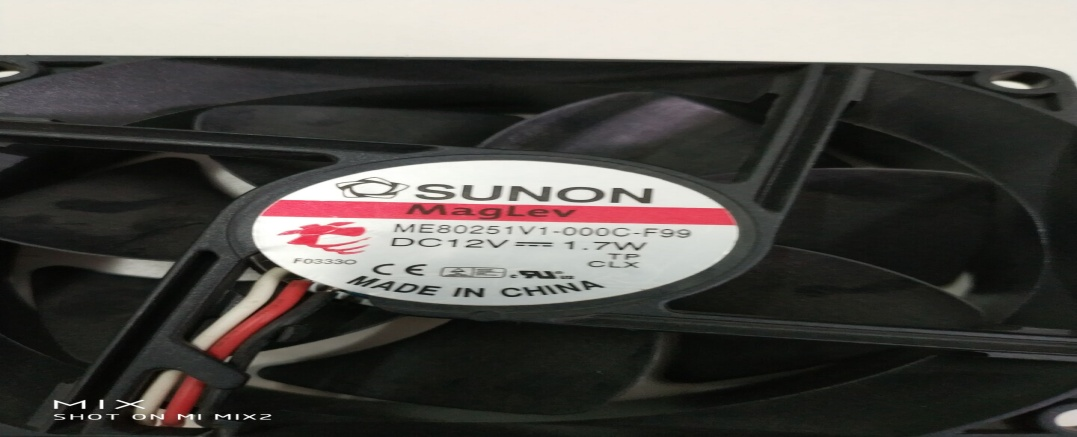 SUNON
MagLev
ME80251V1-000C-F99
DC12V 1.7W
TP
CLX
F0333O
CE
MADE IN CHINA
MIX
SHOT ON MI MIX2